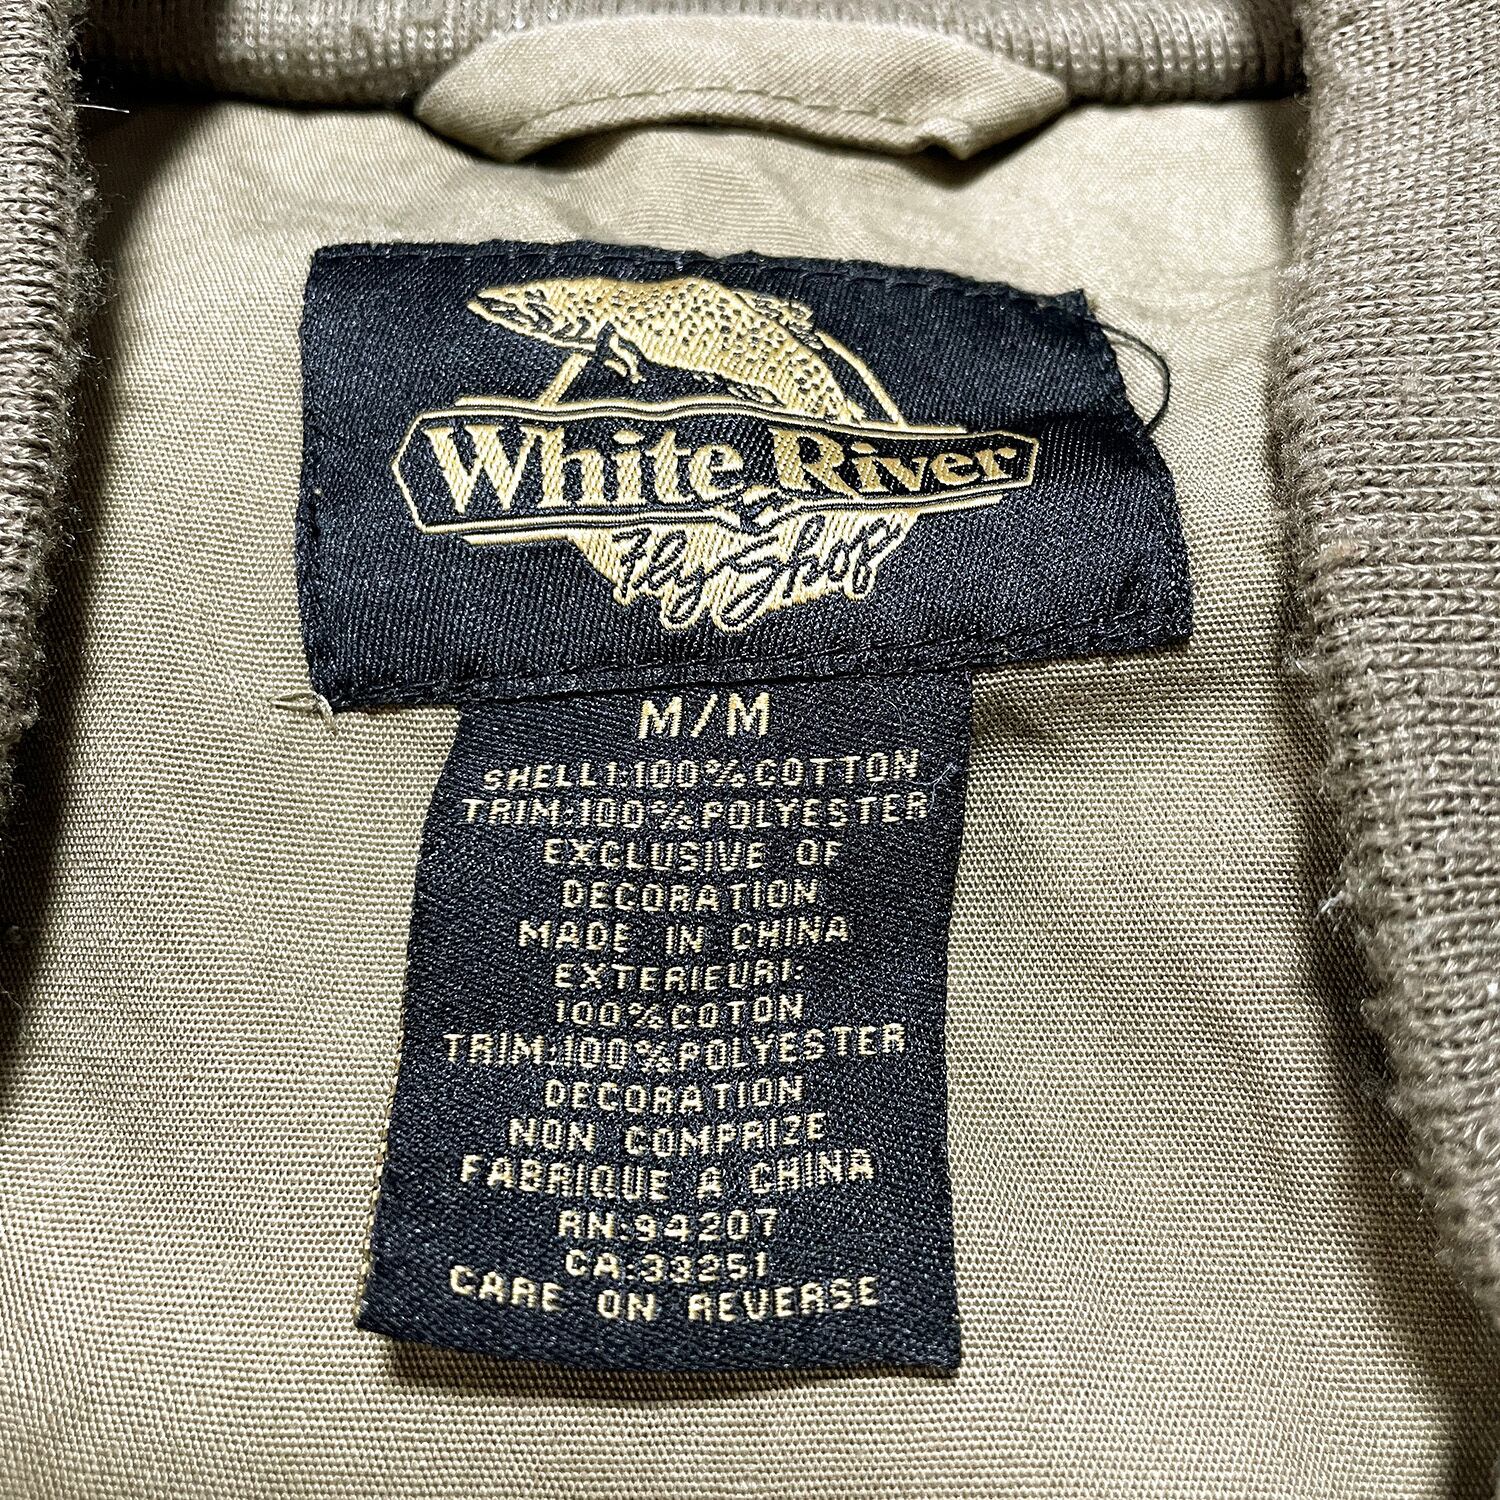 White River
Fly Shop
M/M
SHELL1:100%COTTON
TRIM:100%POLYESTER
EXCLUSIVE OF
DECORATION
MADE IN CHINA
EXTERIEUR1:
100%COTON
TRIM:100%POLYESTER
DECORATION
NON COMPRIZE
FABRIQUE A CHINA
RN:94207
CA:33251
CARE ON REVERSE